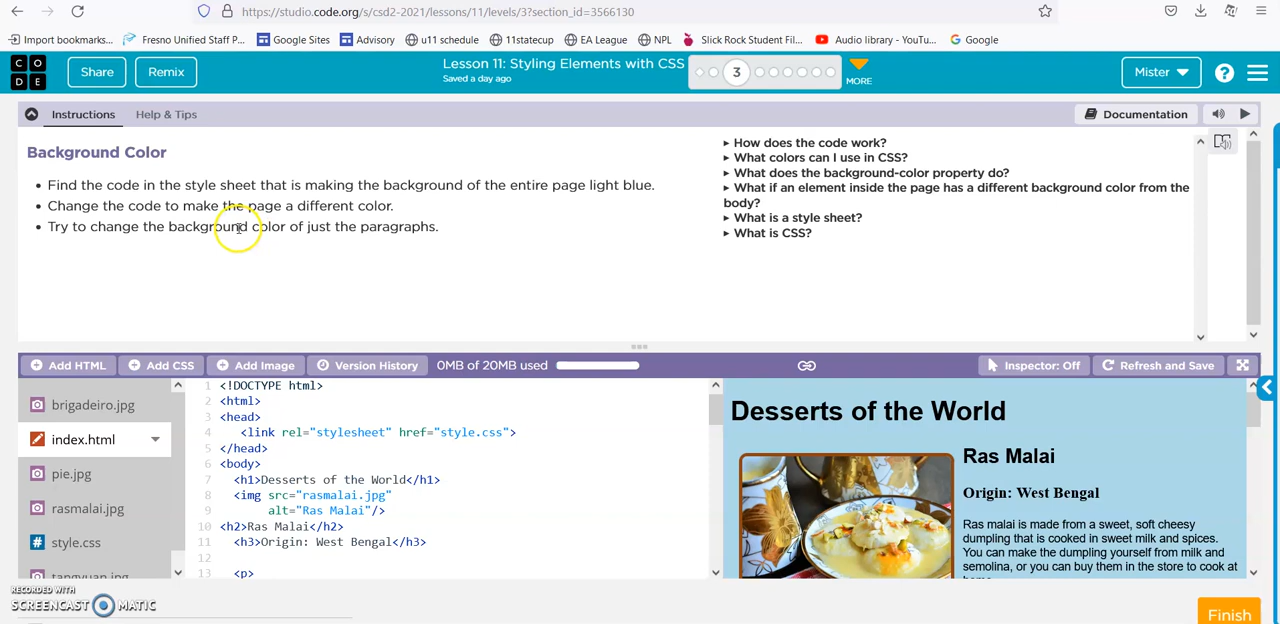 https://studio.code.org/s/csd2-2021/lessons/11/levels/3?section_id=3566130
Import bookmarks... Fresno Unified Staff P... Google Sites Advisory u11 schedule 11statecup EA League NPL Slick Rock Student Fil... Audio library - YouTu... Google
C O D E
Share Remix
Lesson 11: Styling Elements with CSS
Saved a day ago
3
MORE
Mister
?
Instructions Help & Tips Documentation
Background Color
• Find the code in the style sheet that is making the background of the entire page light blue.
• Change the code to make the page a different color.
• Try to change the background color of just the paragraphs.
How does the code work?
What colors can I use in CSS?
What does the background-color property do?
What if an element inside the page has a different background color from the
body?
What is a style sheet?
What is CSS?
Add HTML Add CSS Add Image Version History 0MB of 20MB used Inspector: Off Refresh and Save
brigadeiro.jpg
index.html
pie.jpg
rasmalai.jpg
style.css
tangyuan.jpg
1 <!DOCTYPE html>
2 <html>
3 <head>
4 <link rel="stylesheet" href="style.css">
5 </head>
6 <body>
7 <h1>Desserts of the World</h1>
8 <img src="rasmalai.jpg"
9 alt="Ras Malai"/>
10 <h2>Ras Malai</h2>
11 <h3>Origin: West Bengal</h3>
12
13 <p>
Desserts of the World
Ras Malai
Origin: West Bengal
Ras malai is made from a sweet, soft cheesy
dumpling that is cooked in sweet milk and spices.
You can make the dumpling yourself from milk and
semolina, or you can buy them in the store to cook at
RECORDED WITH
SCREENCAST MATIC
Finish